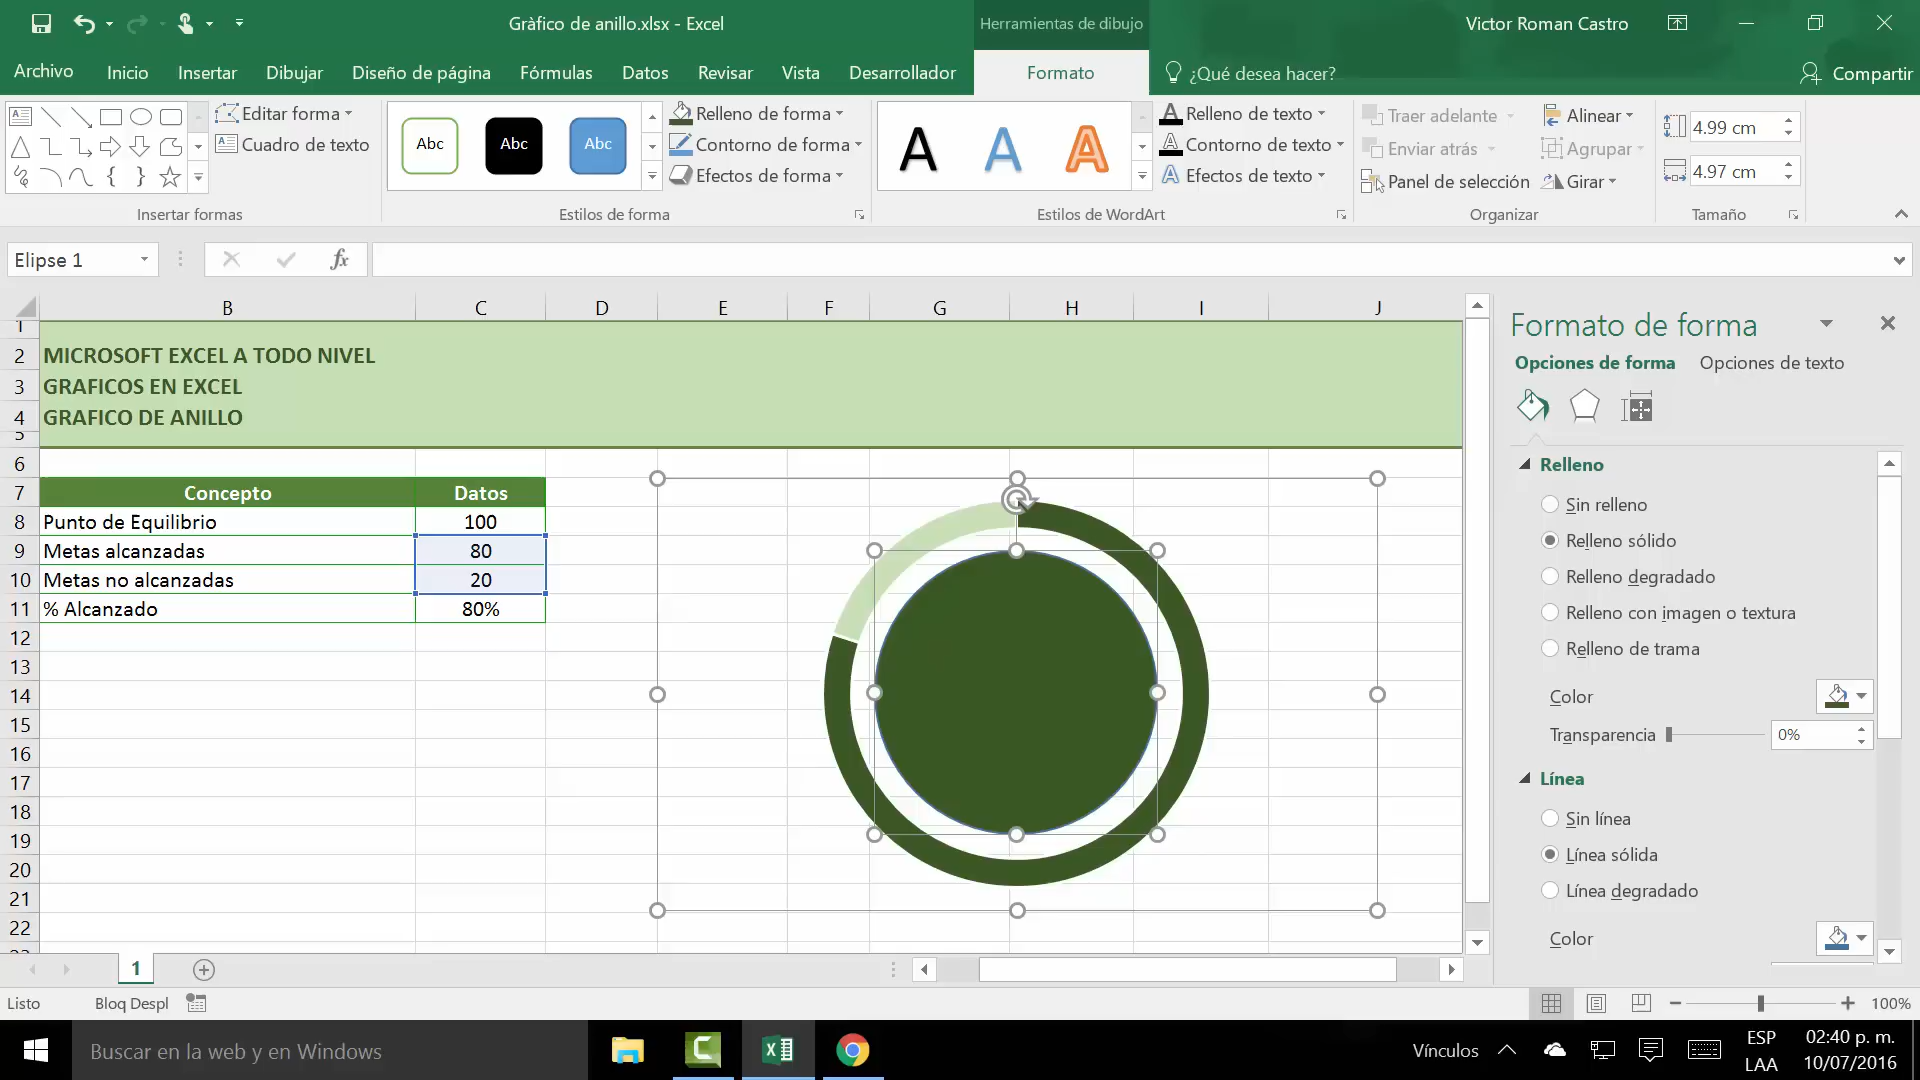 Gràfico de anillo.xlsx - Excel
Herramientas de dibujo
Victor Roman Castro
Archivo Inicio Insertar Dibujar Diseño de página Fórmulas Datos Revisar Vista Desarrollador Formato ¿Qué desea hacer? Compartir
Editar forma
Cuadro de texto
Insertar formas
Abc Abc Abc
Relleno de forma
Contorno de forma
Efectos de forma
Estilos de forma
A A A
Relleno de texto
Contorno de texto
Efectos de texto
Estilos de WordArt
Traer adelante
Enviar atrás
Panel de selección
Alinear
Agrupar
Girar
Organizar
4.99 cm
4.97 cm
Tamaño
Elipse 1
fx
B C D E F G H I J
1
2 MICROSOFT EXCEL A TODO NIVEL
3 GRAFICOS EN EXCEL
4 GRAFICO DE ANILLO
5
6
7 Concepto Datos
8 Punto de Equilibrio 100
9 Metas alcanzadas 80
10 Metas no alcanzadas 20
11 % Alcanzado 80%
12
13
14
15
16
17
18
19
20
21
22
23
Formato de forma
Opciones de forma Opciones de texto
Relleno
Sin relleno
Relleno sólido
Relleno degradado
Relleno con imagen o textura
Relleno de trama
Color
Transparencia 0%
Línea
Sin línea
Línea sólida
Línea degradado
Color
1
Listo Bloq Despl 100%
Buscar en la web y en Windows
Vínculos
ESP
LAA
02:40 p. m.
10/07/2016